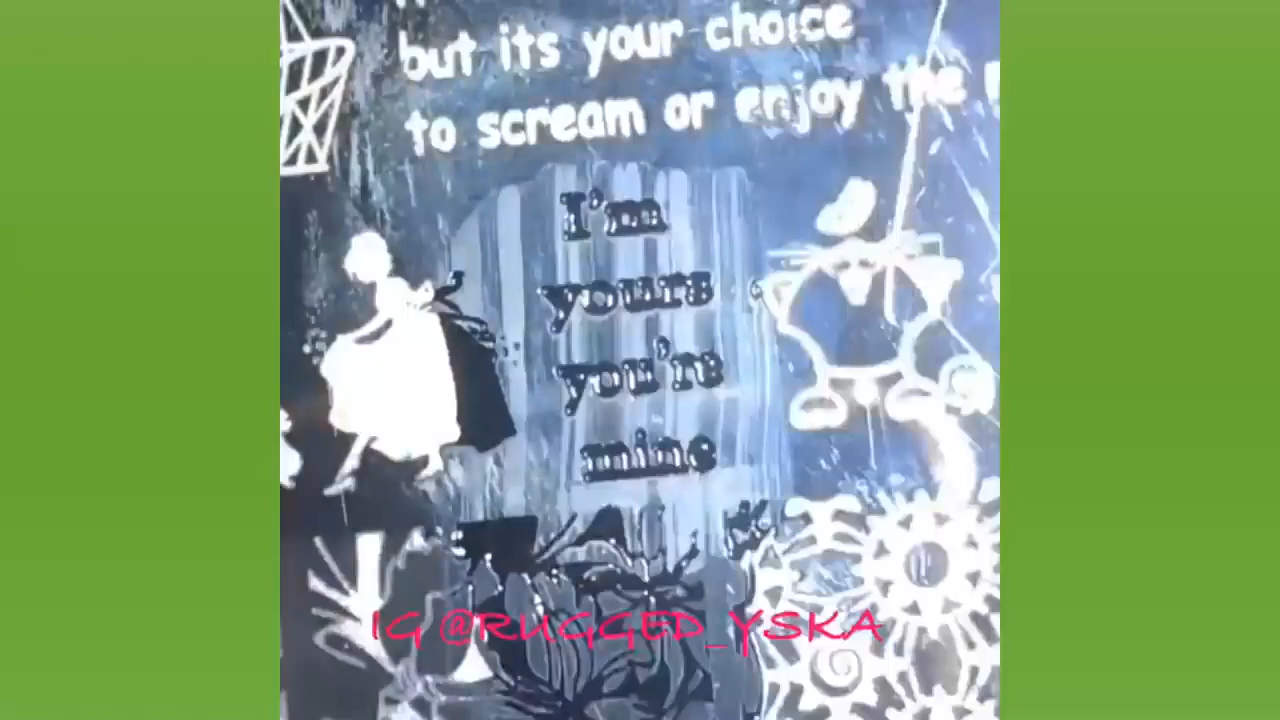 but its your choice
to scream or enjoy the
I'm
yours
you're
mine
IG @RUGGED_YSKA